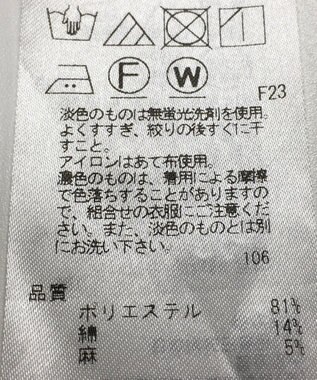 F W
F23
淡色のものは無蛍光洗剤を使用。
よくすすぎ、絞りの後すぐに干
すこと。
アイロンはあて布使用。
濃色のものは、着用による摩擦
で色落ちすることがありますの
で、組合せの衣服にご注意くだ
さい。また、淡色のものとは別
にお洗い下さい。
106
品質
ポリエステル 81%
綿 14%
麻 5%